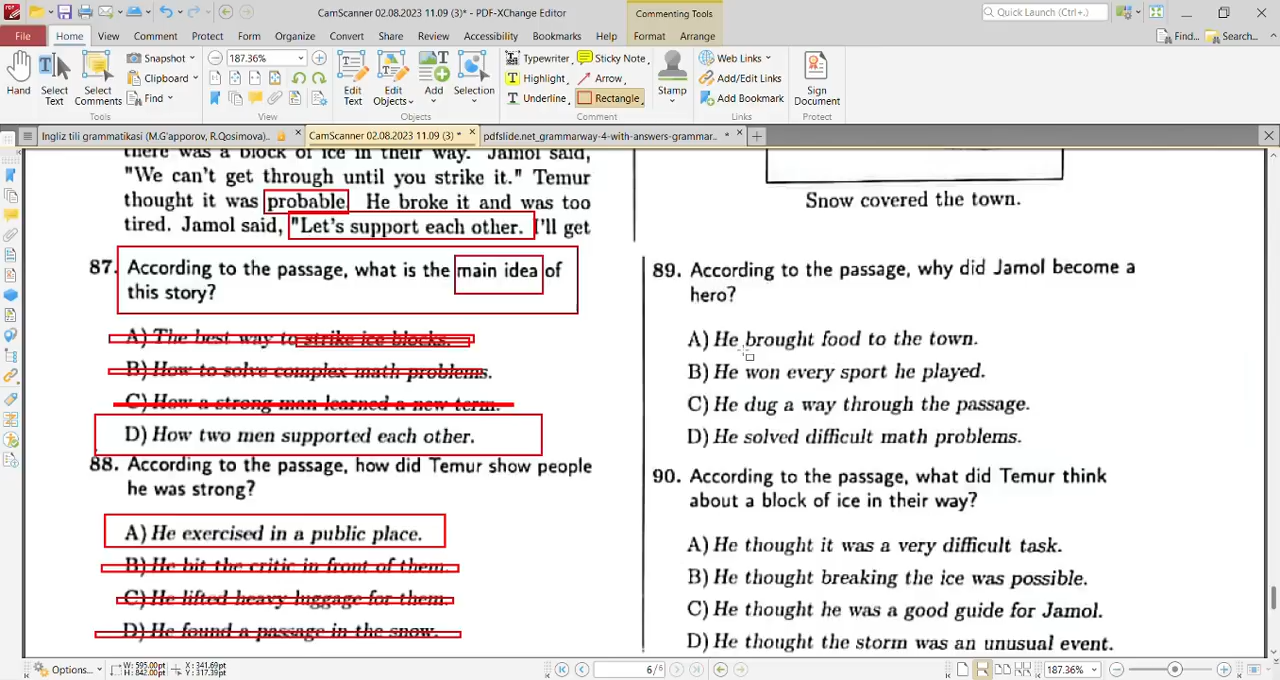 CamScanner 02.08.2023 11.09 (3)* - PDF-XChange Editor
Commenting Tools
Quick Launch (Ctrl+.)
File
Home
View
Comment
Protect
Form
Organize
Convert
Share
Review
Accessibility
Bookmarks
Help
Format
Arrange
Find...
Search...
Hand
Select Text
Select Comments
Snapshot
Clipboard
Find
Tools
187.36%
View
Edit Text
Edit Objects
Add
Selection
Objects
Typewriter
Highlight
Underline
Sticky Note
Arrow
Rectangle
Stamp
Comment
Web Links
Add/Edit Links
Add Bookmark
Links
Sign Document
Protect
Ingliz tili grammatikasi (M.G'apporov, R.Qosimova)..
CamScanner 02.08.2023 11.09 (3) *
pdfslide.net_grammarway-4-with-answers-grammar... *
there was a block of ice in their way. Jamol said,
"We can't get through until you strike it." Temur
thought it was probable. He broke it and was too
tired. Jamol said, "Let's support each other. I'll get
87. According to the passage, what is the main idea of
this story?
A) The best way to strike ice blocks.
B) How to solve complex math problems.
C) How a strong man learned a new term.
D) How two men supported each other.
88. According to the passage, how did Temur show people
he was strong?
A) He exercised in a public place.
B) He hit the critic in front of them.
C) He lifted heavy luggage for them.
D) He found a passage in the snow.
Snow covered the town.
89. According to the passage, why did Jamol become a
hero?
A) He brought food to the town.
B) He won every sport he played.
C) He dug a way through the passage.
D) He solved difficult math problems.
90. According to the passage, what did Temur think
about a block of ice in their way?
A) He thought it was a very difficult task.
B) He thought breaking the ice was possible.
C) He thought he was a good guide for Jamol.
D) He thought the storm was an unusual event.
Options...
W: 595.00pt
H: 842.00pt
X: 341.69pt
Y: 317.39pt
6/6
187.36%